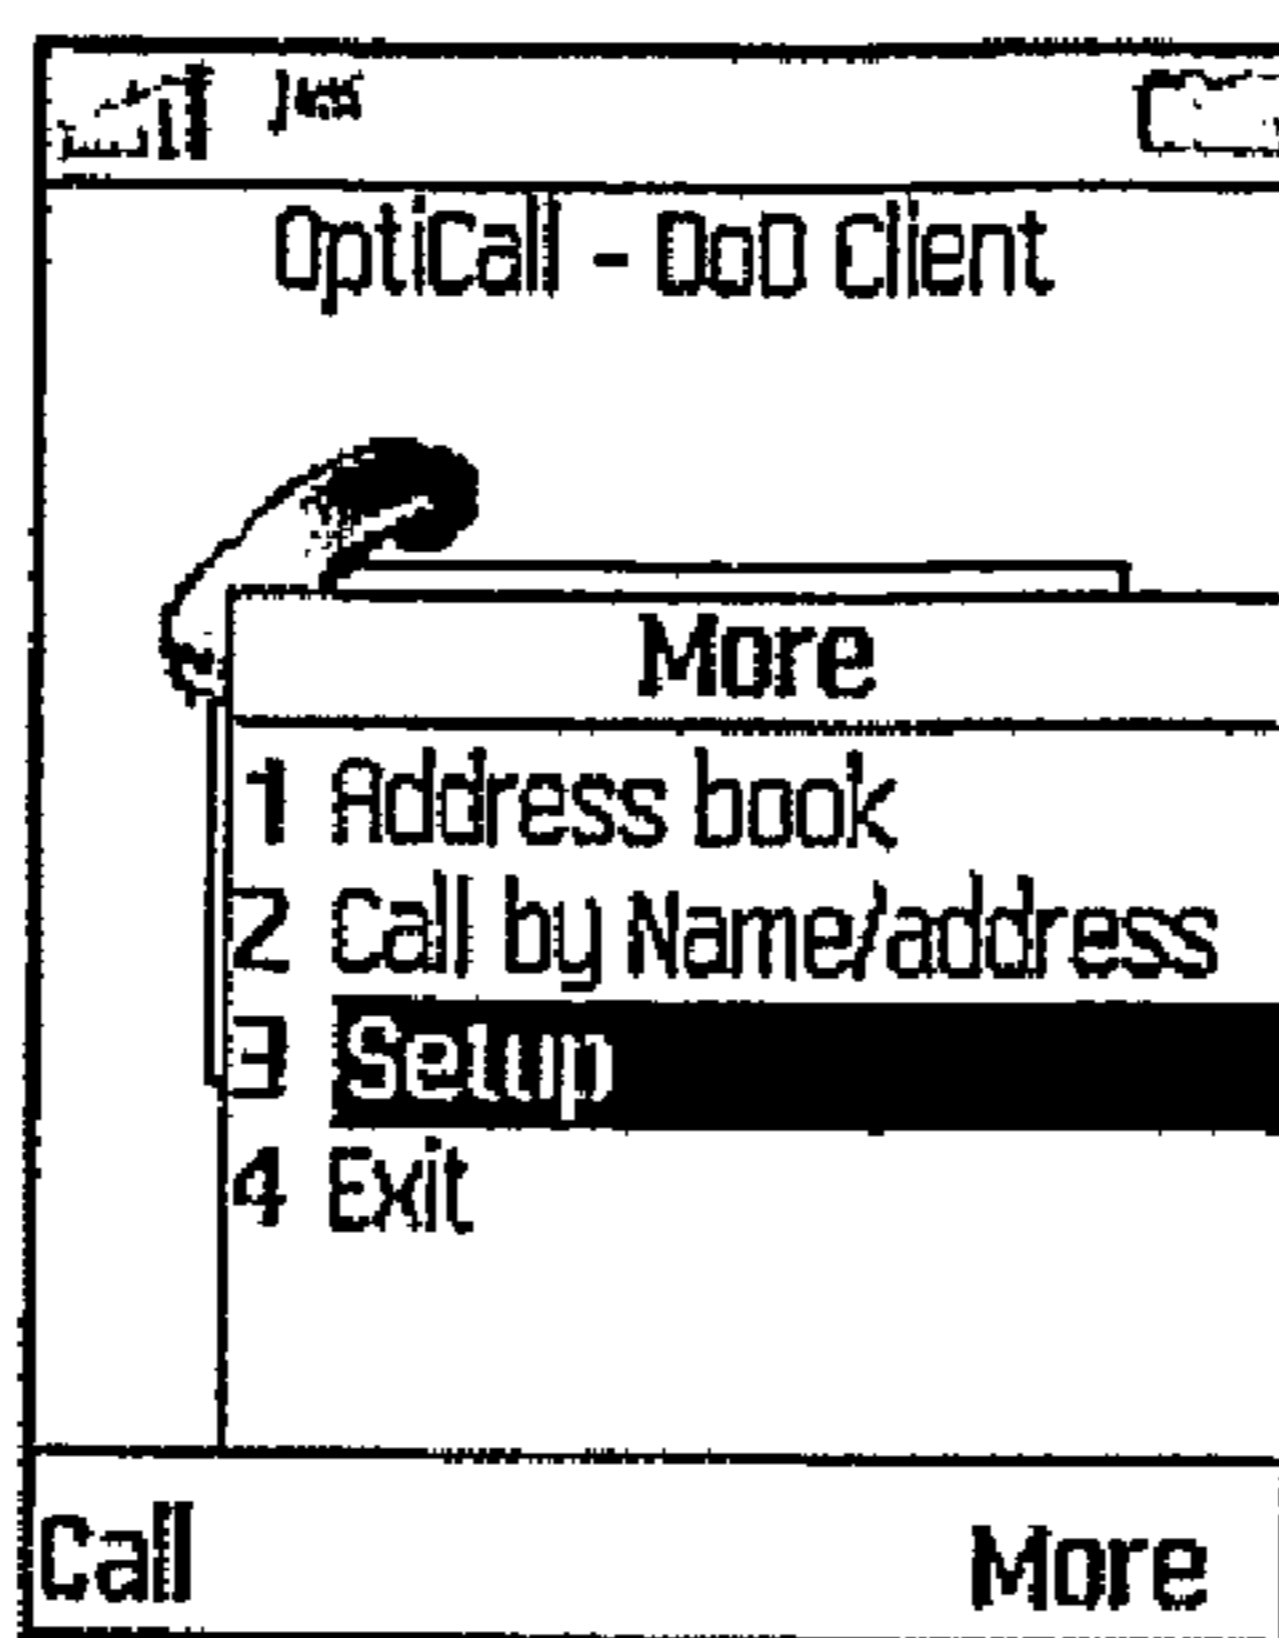 OptiCall - DoD Client
More
1 Address book
2 Call by Name/address
3 Setup
4 Exit
Call More